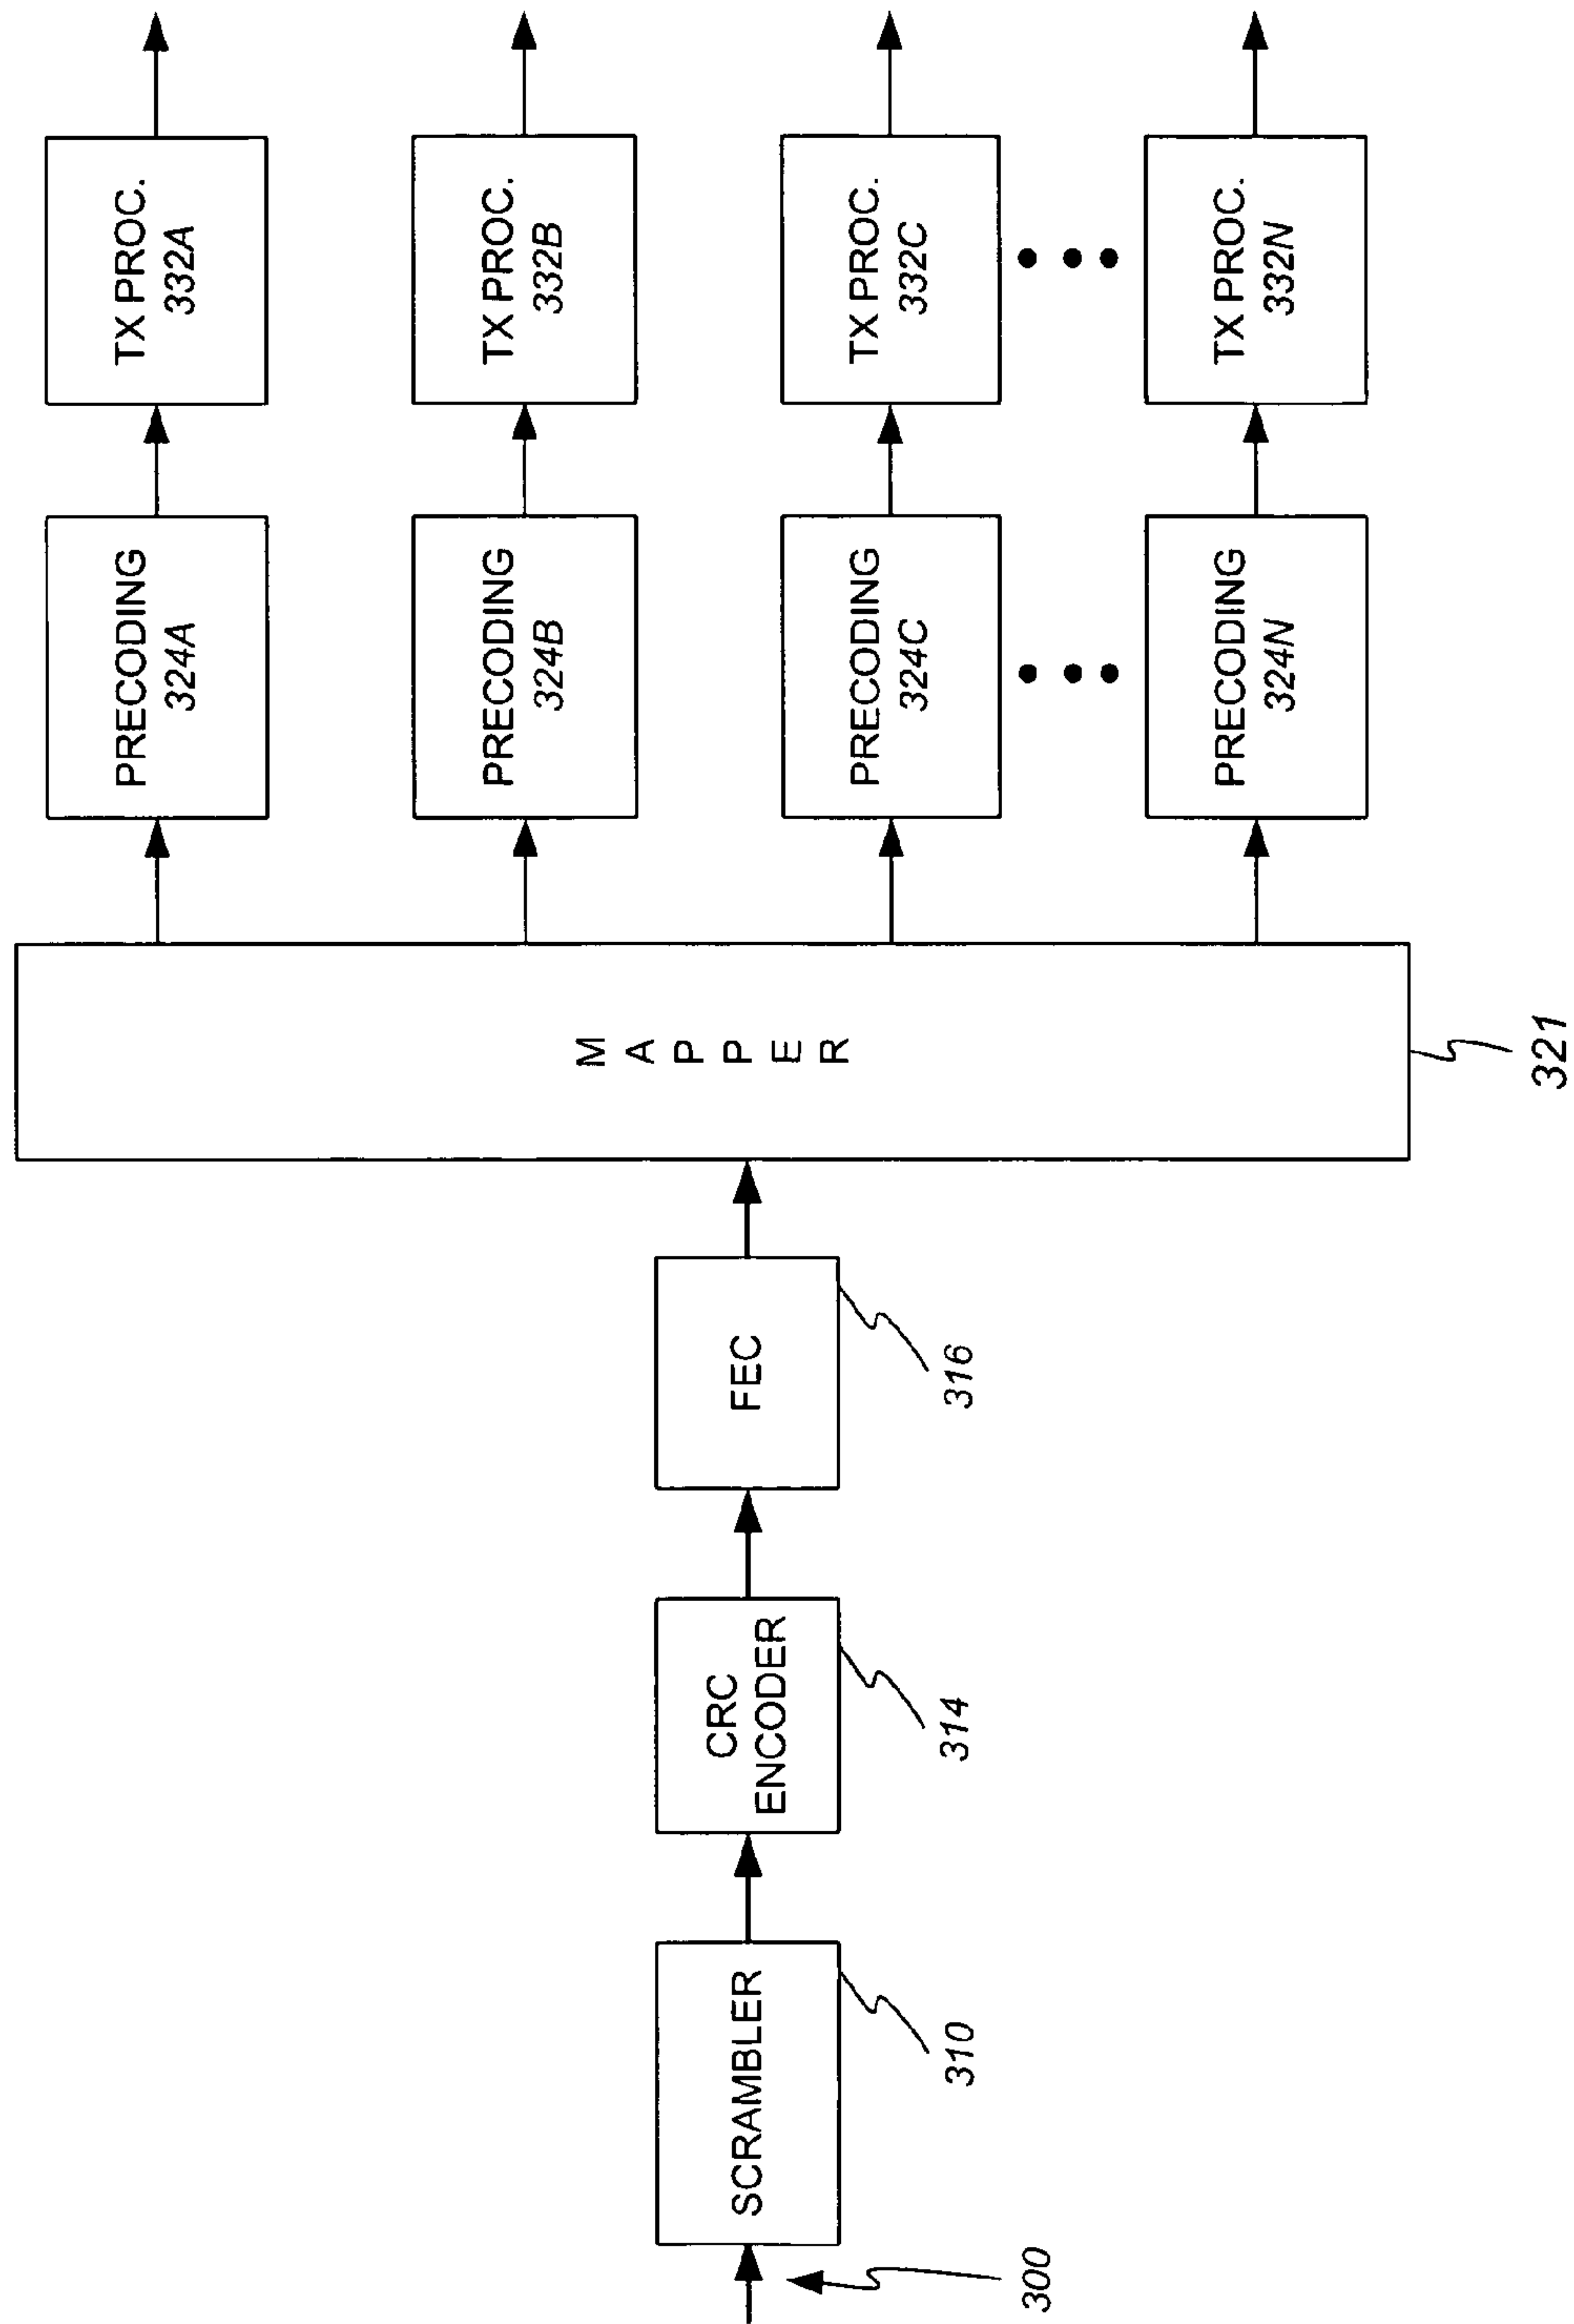 300
SCRAMBLER
310
CRC
ENCODER
314
FEC
316
MAPPER
321
PRECODING
324A
TX PROC.
332A
PRECODING
324B
TX PROC.
332B
PRECODING
324C
TX PROC.
332C
PRECODING
324N
TX PROC.
332N